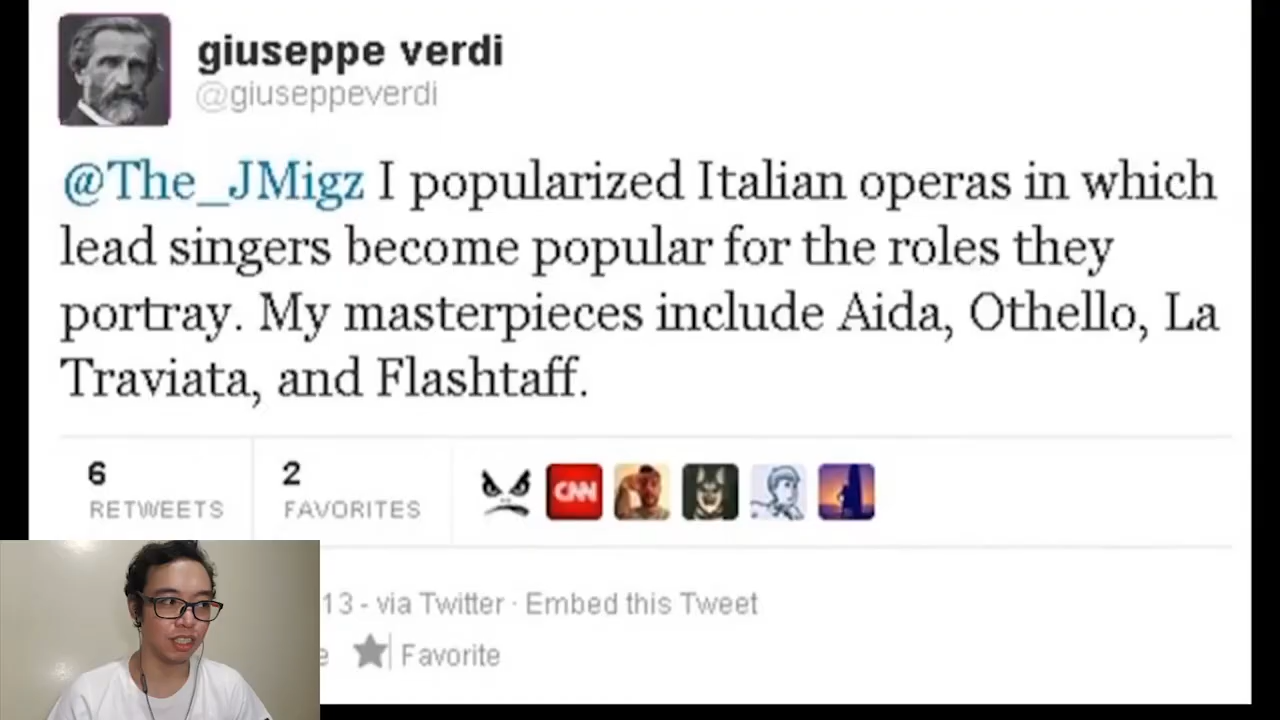 giuseppe verdi
@giuseppeverdi
@The_JMigz I popularized Italian operas in which
lead singers become popular for the roles they
portray. My masterpieces include Aida, Othello, La
Traviata, and Flashtaff.
6
RETWEETS
2
FAVORITES
CNN
13 - via Twitter · Embed this Tweet
e Favorite